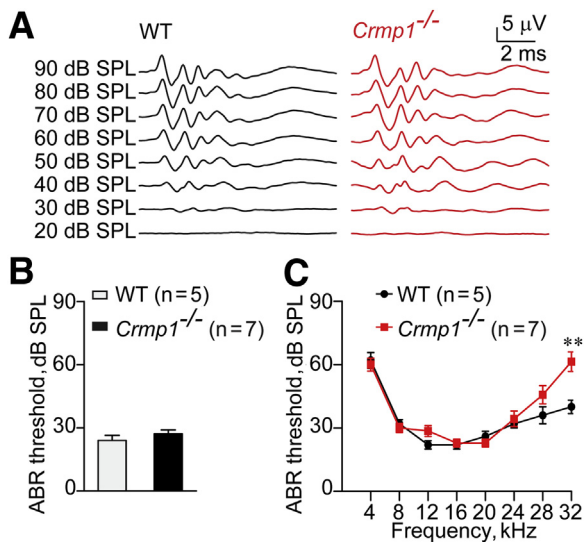 A
WT
Crmp1-/-
5 μV
2 ms
90 dB SPL
80 dB SPL
70 dB SPL
60 dB SPL
50 dB SPL
40 dB SPL
30 dB SPL
20 dB SPL
B
WT (n=5)
Crmp1-/- (n=7)
ABR threshold, dB SPL
90
60
30
0
C
WT (n=5)
Crmp1-/- (n=7)
ABR threshold, dB SPL
90
60
30
0
**
4 8 12 16 20 24 28 32
Frequency, kHz